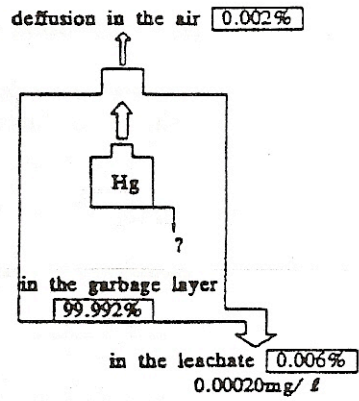 deffusion in the air 0.002%
Hg
?
in the garbage layer
99.992%
in the leachate 0.006%
0.00020mg/ ℓ